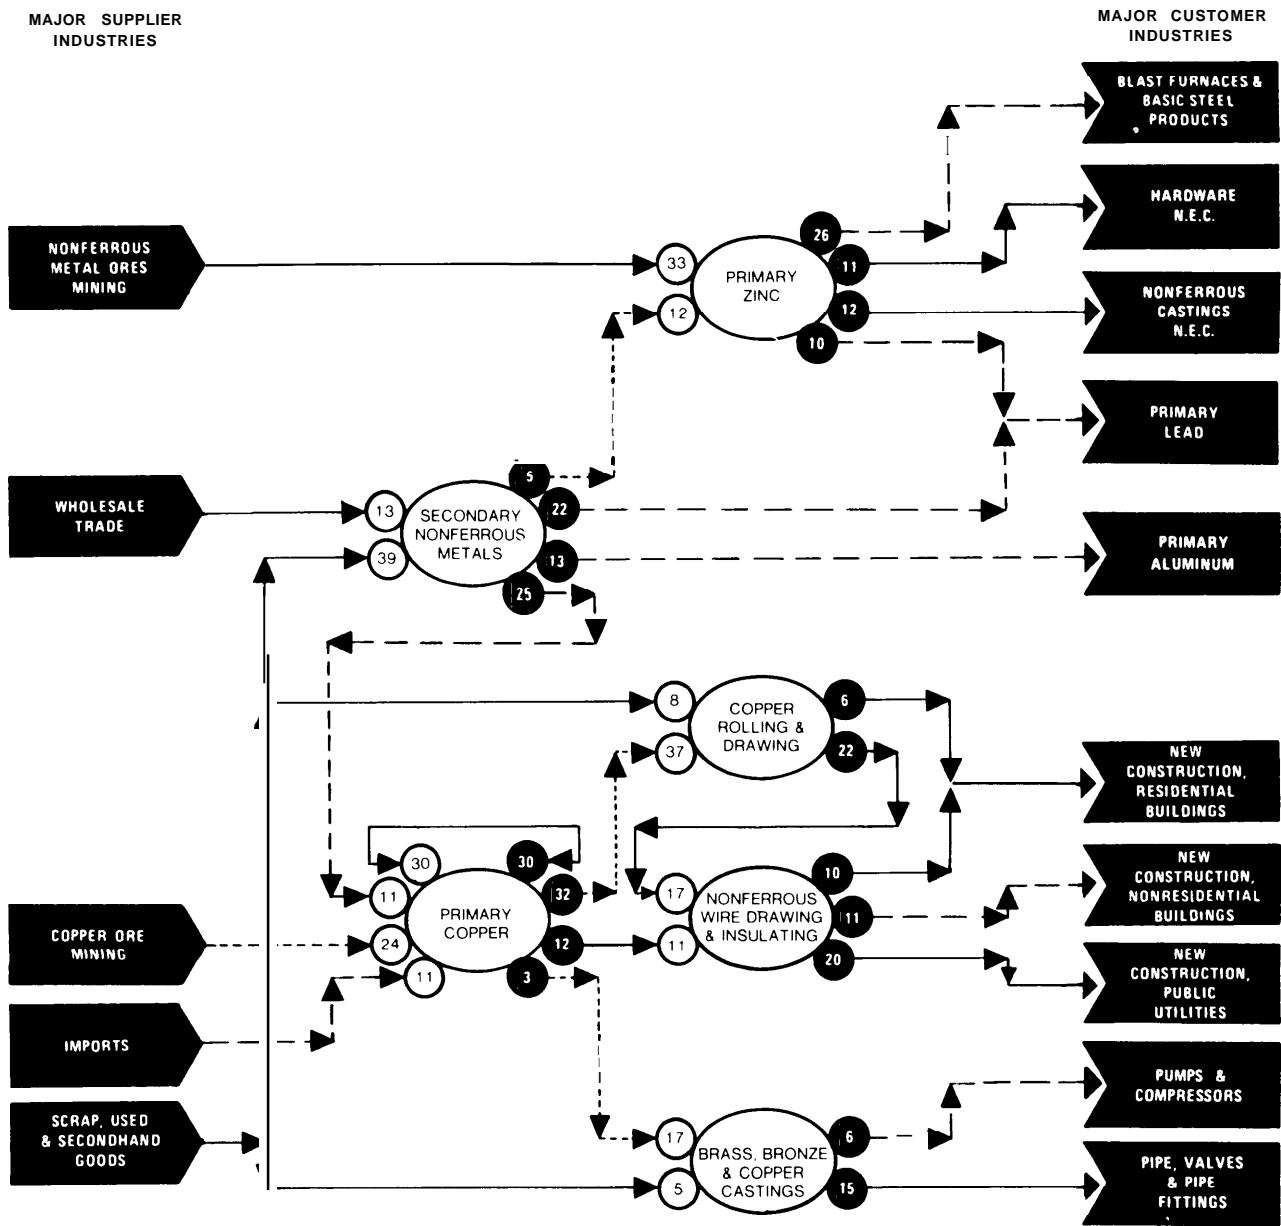 MAJOR SUPPLIER
INDUSTRIES
MAJOR CUSTOMER
INDUSTRIES
BLAST FURNACES &
BASIC STEEL
PRODUCTS
HARDWARE
N.E.C.
NONFERROUS
METAL ORES
MINING
26
33
11
PRIMARY
ZINC
12
12
10
NONFERROUS
CASTINGS
N.E.C.
PRIMARY
LEAD
WHOLESALE
TRADE
5
13
22
SECONDARY
NONFERROUS
METALS
39
13
25
PRIMARY
ALUMINUM
8
6
COPPER
ROLLING &
DRAWING
37
22
NEW
CONSTRUCTION,
RESIDENTIAL
BUILDINGS
30
30
11
32
PRIMARY
COPPER
24
12
11
3
10
17
11
NONFERROUS
WIRE DRAWING
& INSULATING
11
20
NEW
CONSTRUCTION,
NONRESIDENTIAL
BUILDINGS
COPPER ORE
MINING
NEW
CONSTRUCTION,
PUBLIC
UTILITIES
IMPORTS
PUMPS &
COMPRESSORS
SCRAP, USED
& SECONDHAND
GOODS
17
6
BRASS, BRONZE
& COPPER
CASTINGS
5
15
PIPE, VALVES
& PIPE
FITTINGS